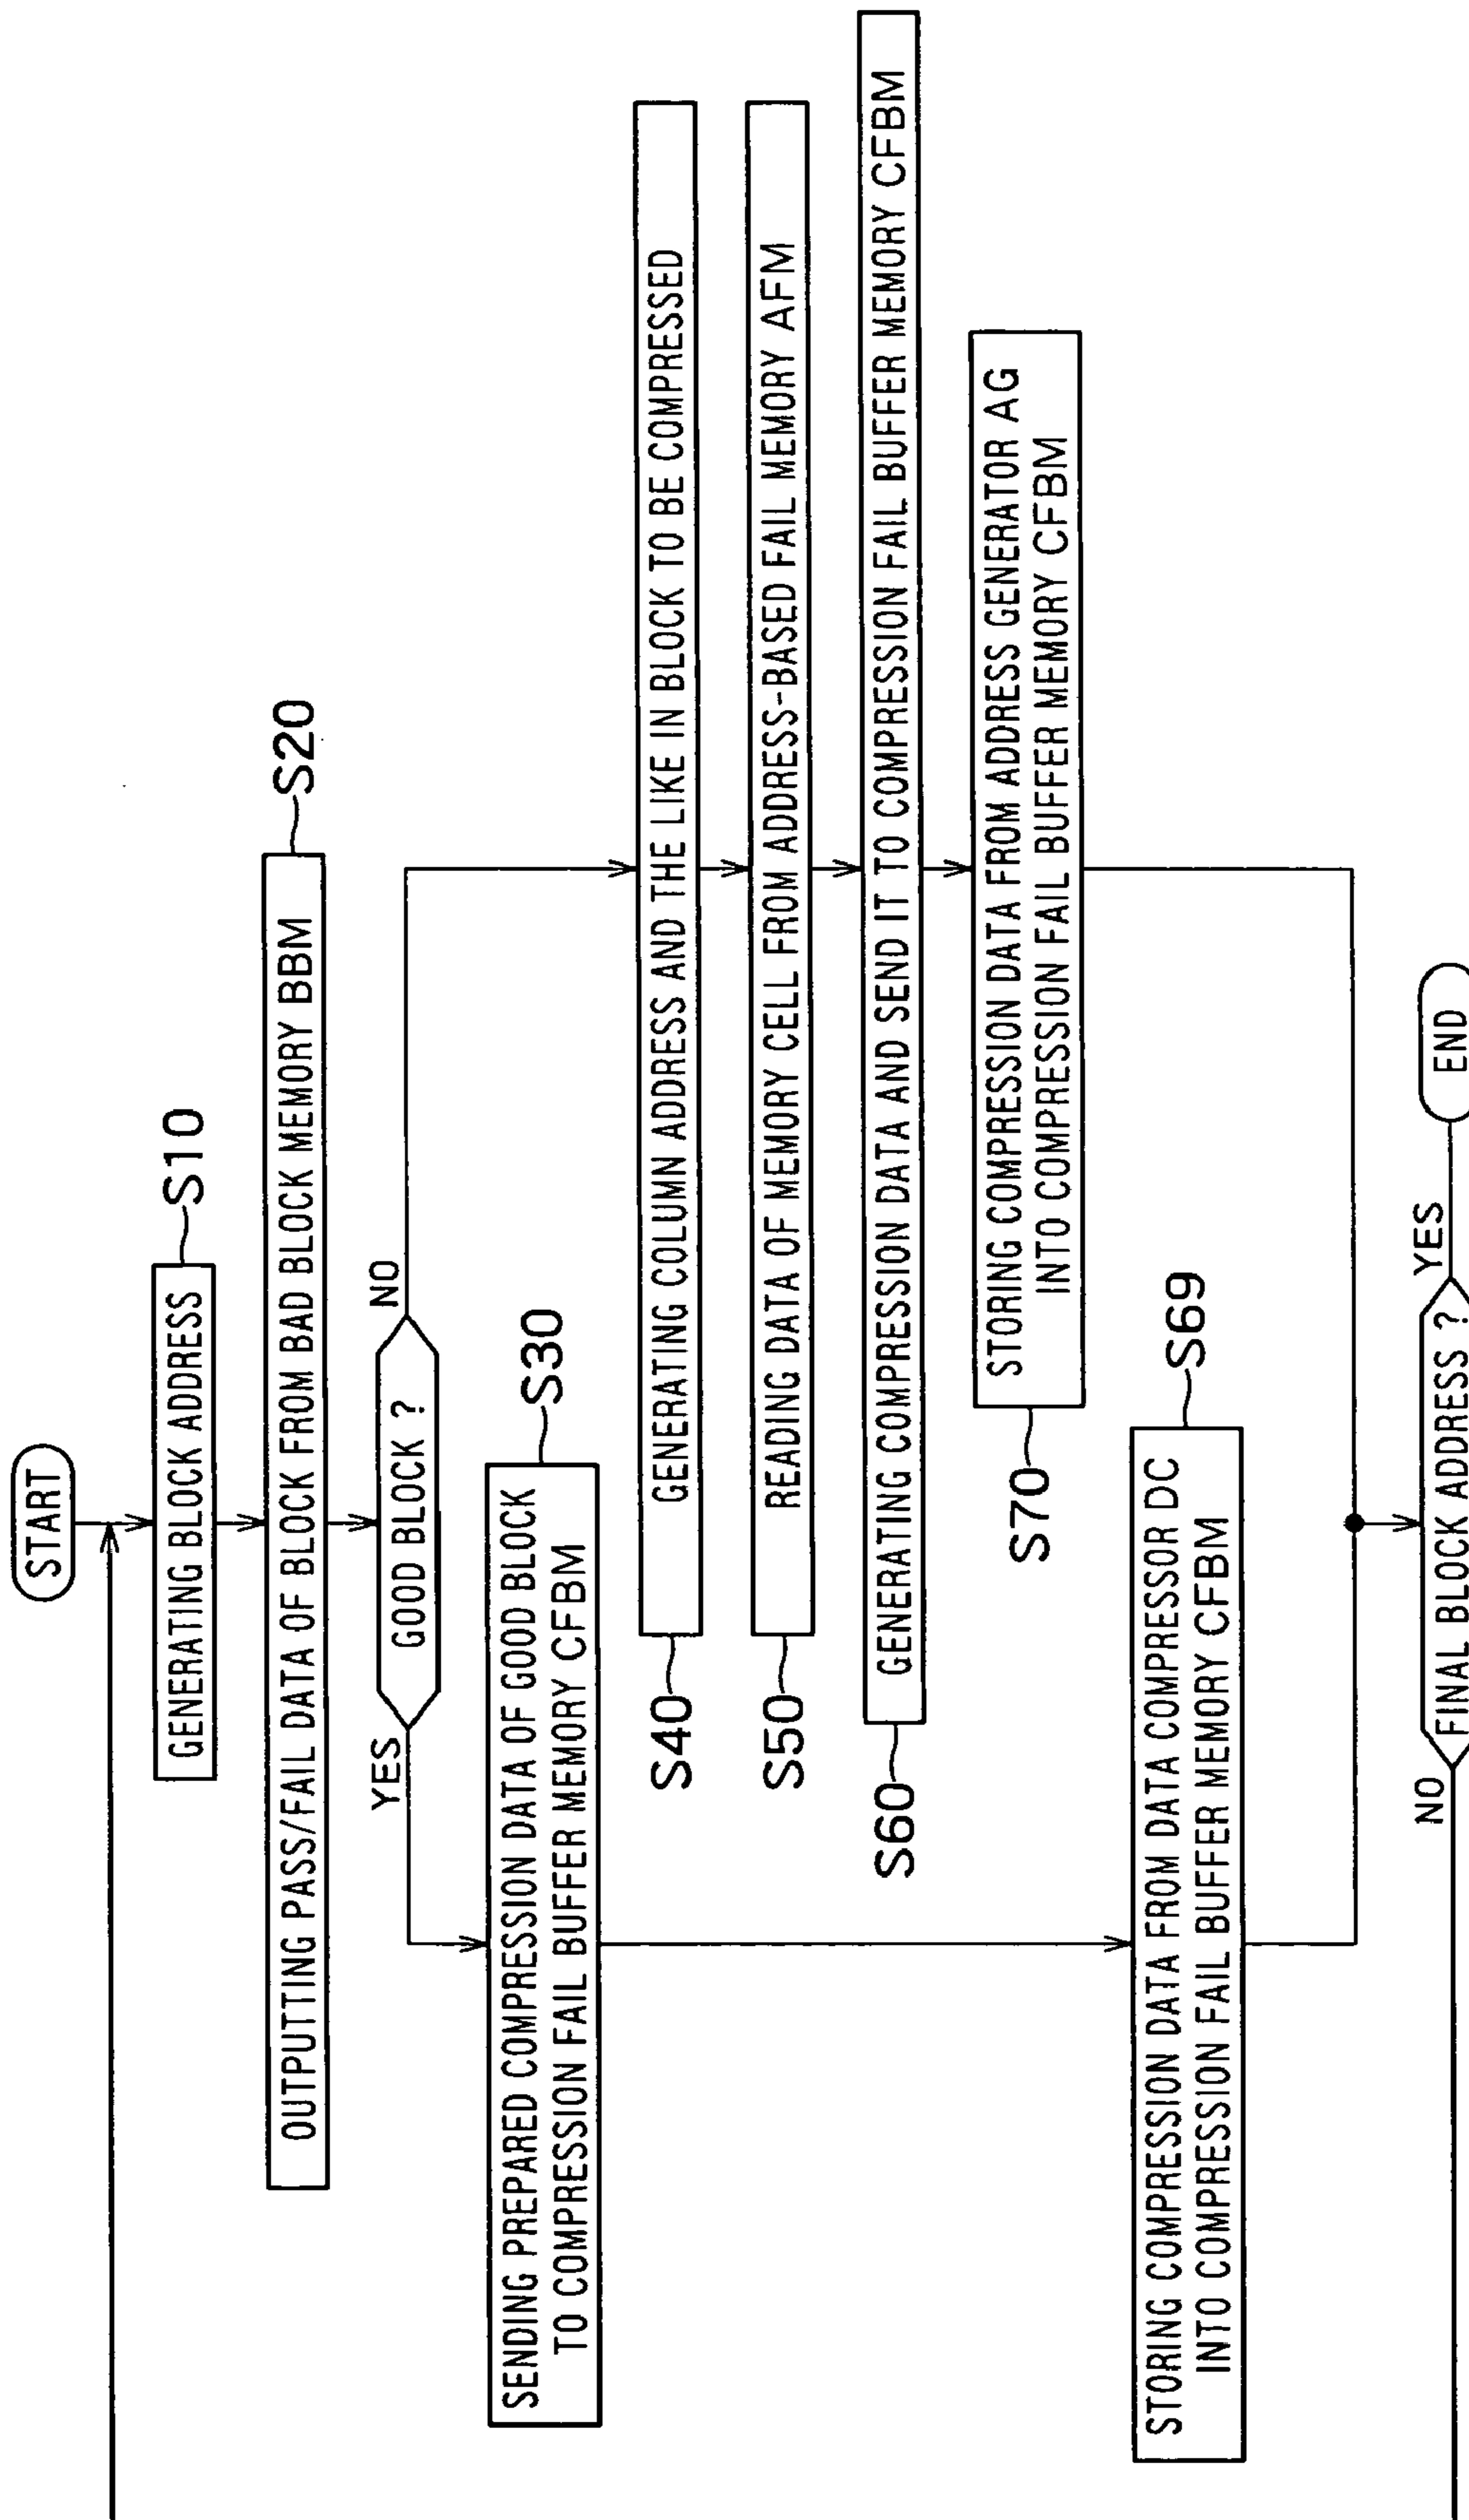 START
GENERATING BLOCK ADDRESS
S10
OUTPUTTING PASS/FAIL DATA OF BLOCK FROM BAD BLOCK MEMORY BBM
S20
GOOD BLOCK ?
YES
NO
SENDING PREPARED COMPRESSION DATA OF GOOD BLOCK
TO COMPRESSION FAIL BUFFER MEMORY CFBM
S30
S40
GENERATING COLUMN ADDRESS AND THE LIKE IN BLOCK TO BE COMPRESSED
S50
READING DATA OF MEMORY CELL FROM ADDRESS-BASED FAIL MEMORY AFM
S60
GENERATING COMPRESSION DATA AND SEND IT TO COMPRESSION FAIL BUFFER MEMORY CFBM
S70
STORING COMPRESSION DATA FROM ADDRESS GENERATOR AG
INTO COMPRESSION FAIL BUFFER MEMORY CFBM
STORING COMPRESSION DATA FROM DATA COMPRESSOR DC
INTO COMPRESSION FAIL BUFFER MEMORY CFBM
S69
NO
FINAL BLOCK ADDRESS ?
YES
END